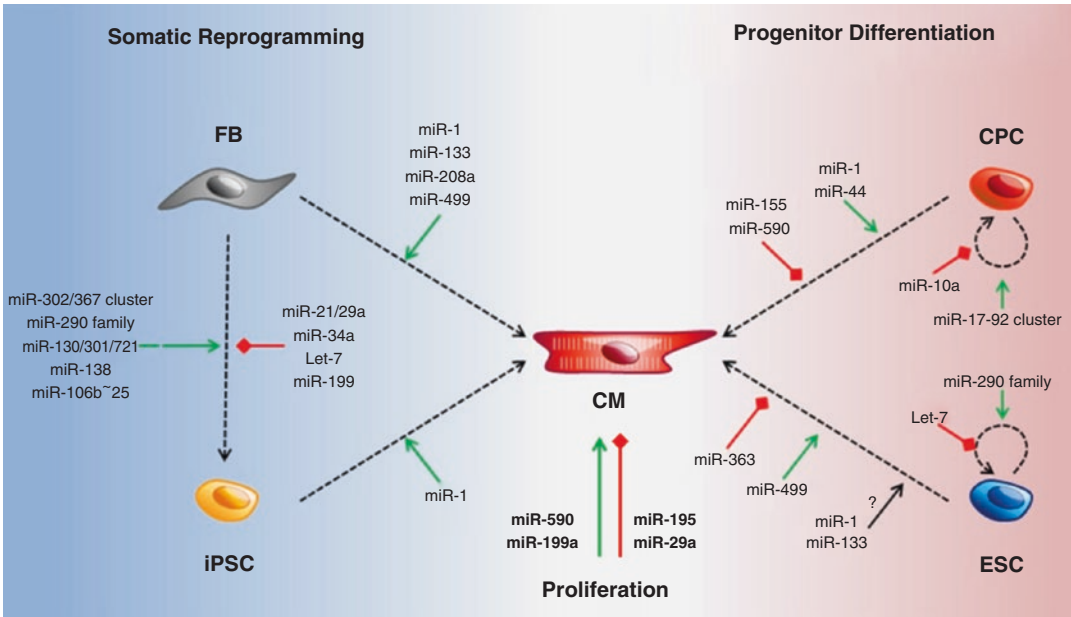 Somatic Reprogramming
Progenitor Differentiation
FB
miR-1
miR-133
miR-208a
miR-499
miR-302/367 cluster
miR-290 family
miR-130/301/721
miR-138
miR-106b~25
miR-21/29a
miR-34a
Let-7
miR-199
iPSC
miR-1
CM
miR-590
miR-199a
miR-195
miR-29a
Proliferation
CPC
miR-1
miR-44
miR-155
miR-590
miR-10a
miR-17-92 cluster
miR-290 family
Let-7
miR-363
miR-499
?
miR-1
miR-133
ESC